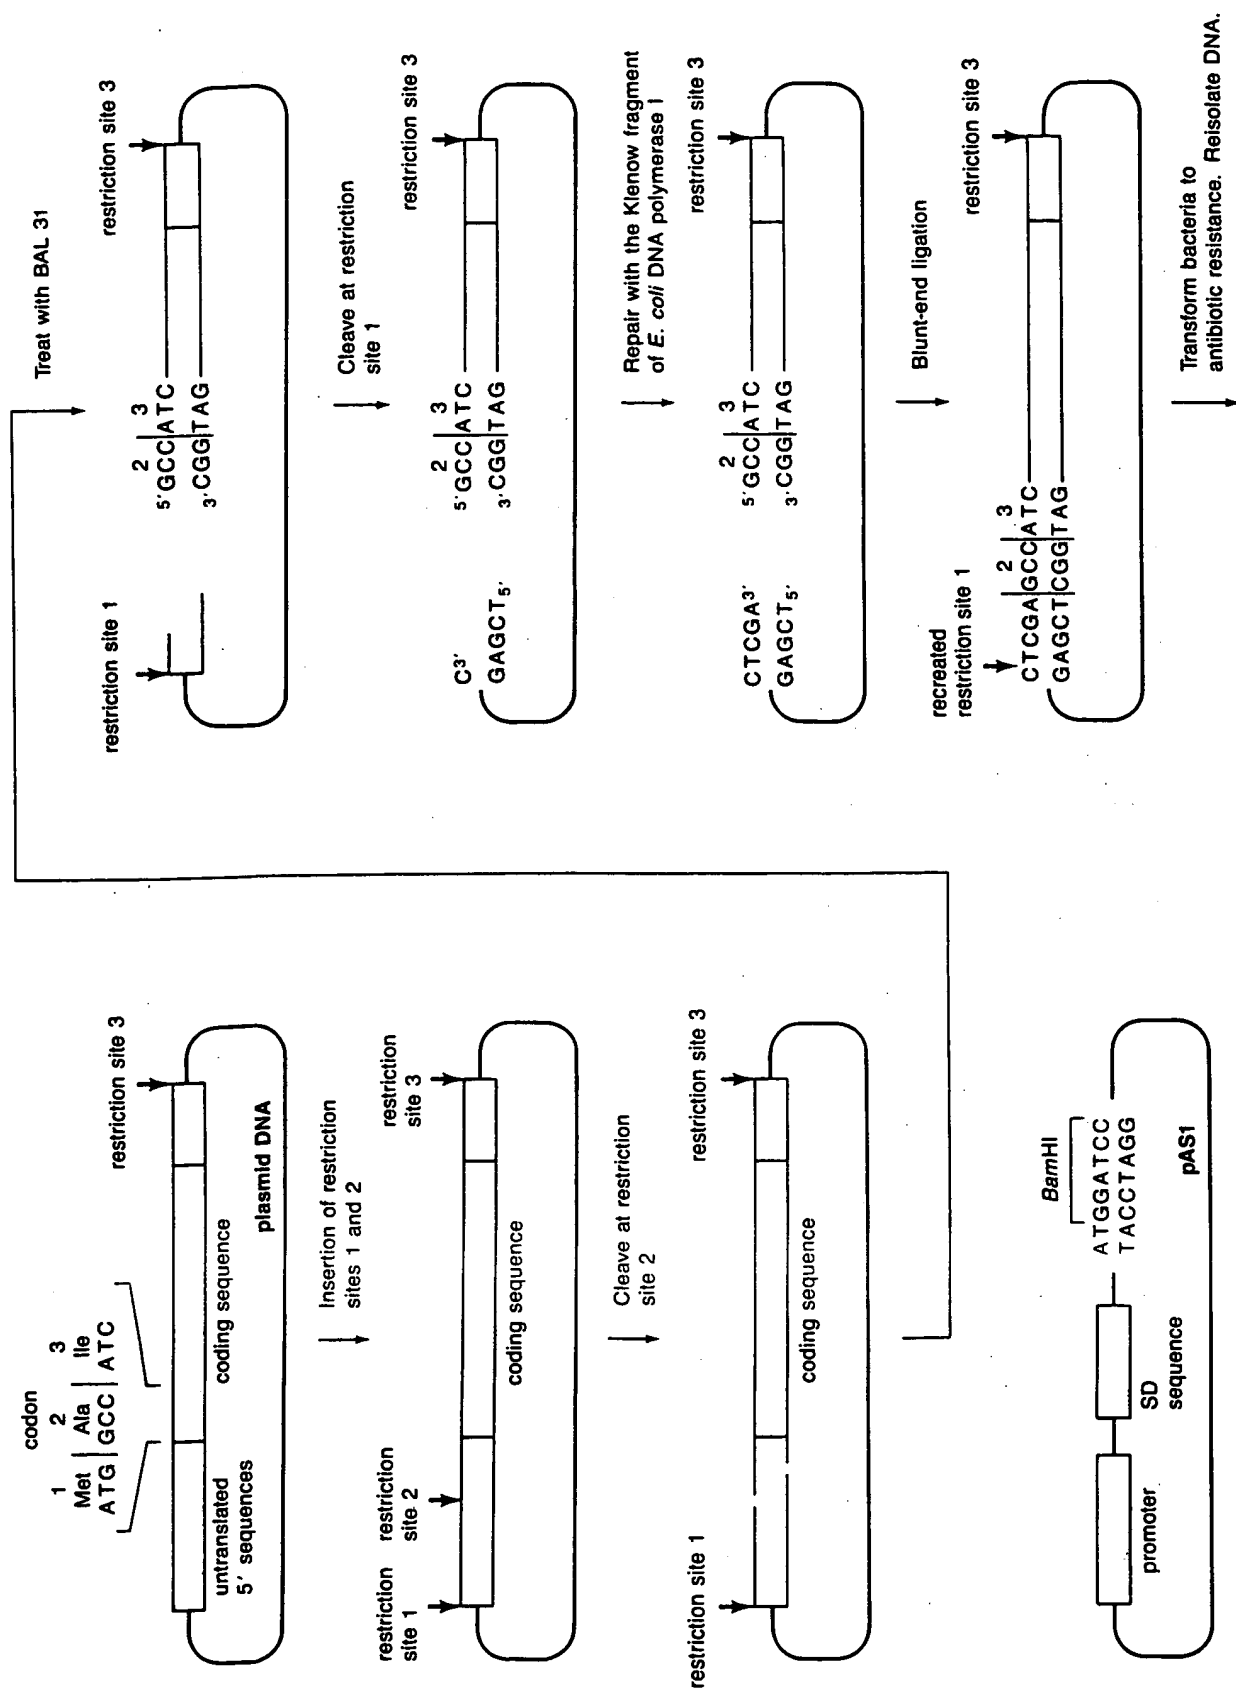 codon
1 2 3
Met | Ala | Ile
ATG | GCC | ATC
restriction site 3
untranslated
5′ sequences
coding sequence
plasmid DNA
Insertion of restriction
sites 1 and 2
restriction
site 1
restriction
site 2
restriction
site 3
coding sequence
Cleave at restriction
site 2
restriction site 1
restriction site 3
coding sequence
Treat with BAL 31
restriction site 1
restriction site 3
2 3
5′GCC|ATC
3′CGG|TAG
Cleave at restriction
site 1
restriction site 3
C3′
GAGCT5′
2 3
5′GCC|ATC
3′CGG|TAG
Repair with the Klenow fragment
of E. coli DNA polymerase I
restriction site 3
CTCGA3′
GAGCT5′
2 3
5′GCC|ATC
3′CGG|TAG
Blunt-end ligation
recreated
restriction site 1
restriction site 3
2 3
CTCGA|GCC|ATC
GAGCT|CGG|TAG
Transform bacteria to
antibiotic resistance. Reisolate DNA.
BamHI
ATGGATCC
TACCTAGG
promoter
SD
sequence
pAS1